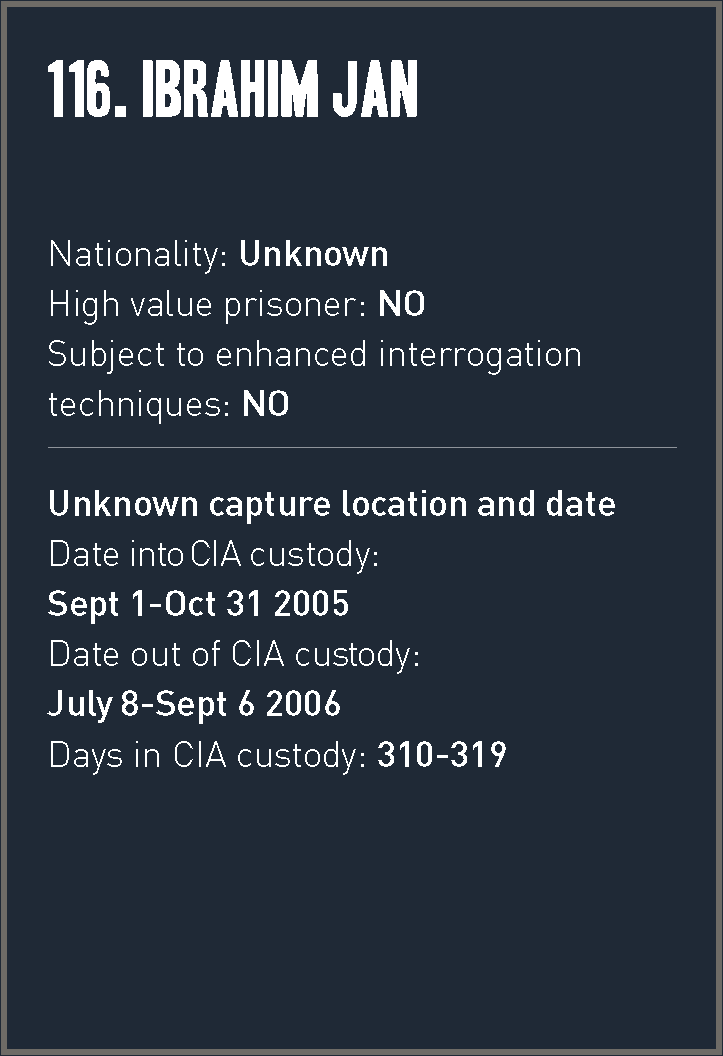 116. IBRAHIM JAN
Nationality: Unknown
High value prisoner: NO
Subject to enhanced interrogation
techniques: NO
Unknown capture location and date
Date into CIA custody:
Sept 1-Oct 31 2005
Date out of CIA custody:
July 8-Sept 6 2006
Days in CIA custody: 310-319